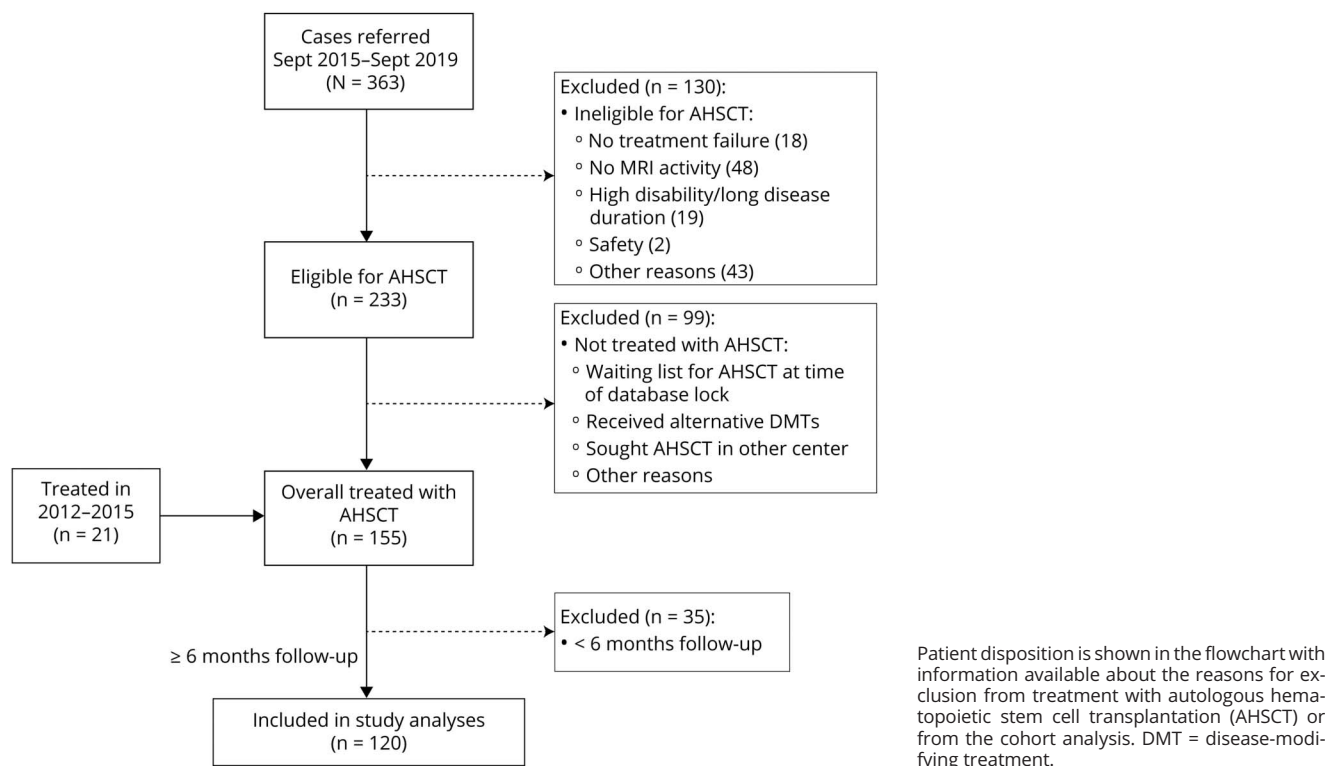 Cases referred
Sept 2015–Sept 2019
(N = 363)
Excluded (n = 130):
• Ineligible for AHSCT:
o No treatment failure (18)
o No MRI activity (48)
o High disability/long disease
duration (19)
o Safety (2)
o Other reasons (43)
Eligible for AHSCT
(n = 233)
Excluded (n = 99):
• Not treated with AHSCT:
o Waiting list for AHSCT at time
of database lock
o Received alternative DMTs
o Sought AHSCT in other center
o Other reasons
Treated in
2012–2015
(n = 21)
Overall treated with
AHSCT
(n = 155)
Excluded (n = 35):
• < 6 months follow-up
≥ 6 months follow-up
Included in study analyses
(n = 120)
Patient disposition is shown in the flowchart with
information available about the reasons for ex-
clusion from treatment with autologous hema-
topoietic stem cell transplantation (AHSCT) or
from the cohort analysis. DMT = disease-modi-
fying treatment.